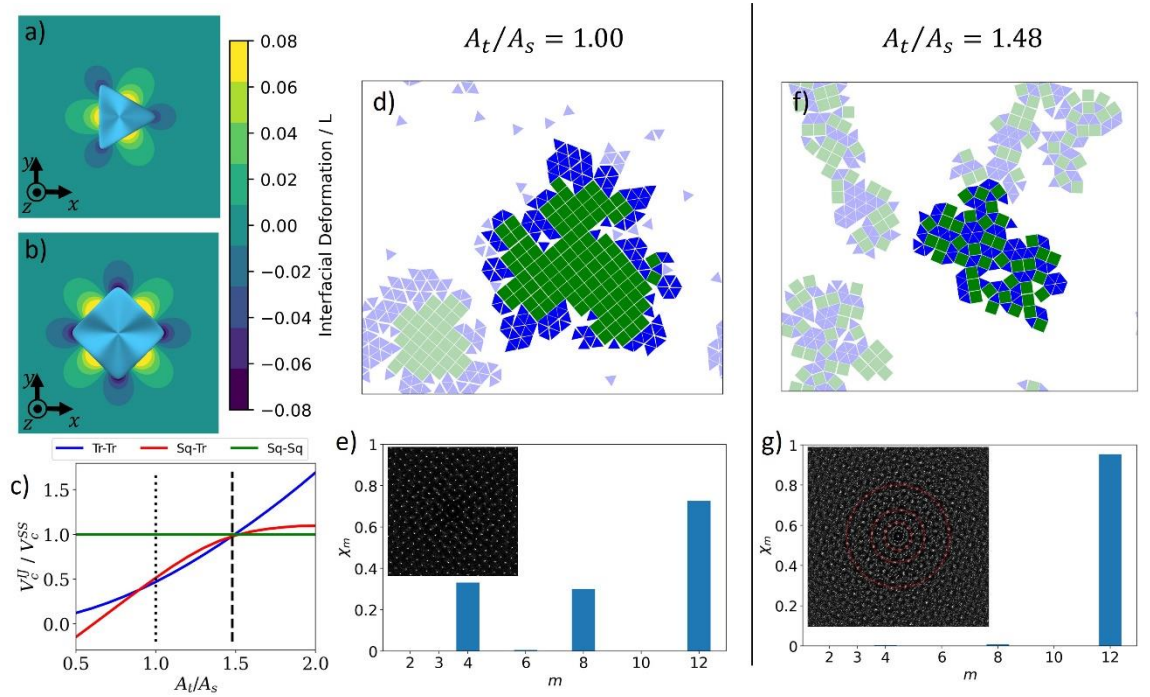 a)
0.08
0.06
0.04
0.02
0.00
−0.02
−0.04
−0.06
−0.08
Interfacial Deformation / L
y
z
x
b)
y
z
x
Tr-Tr
Sq-Tr
Sq-Sq
c)
V_c^{IJ} / V_c^{SS}
1.5
1.0
0.5
0.0
0.5
1.0
1.5
2.0
A_t/A_s
A_t/A_s = 1.00
d)
e)
χ_m
1
0.8
0.6
0.4
0.2
0
2 3 4 6 8 10 12
m
A_t/A_s = 1.48
f)
g)
χ_m
1
0.8
0.6
0.4
0.2
0
2 3 4 6 8 10 12
m